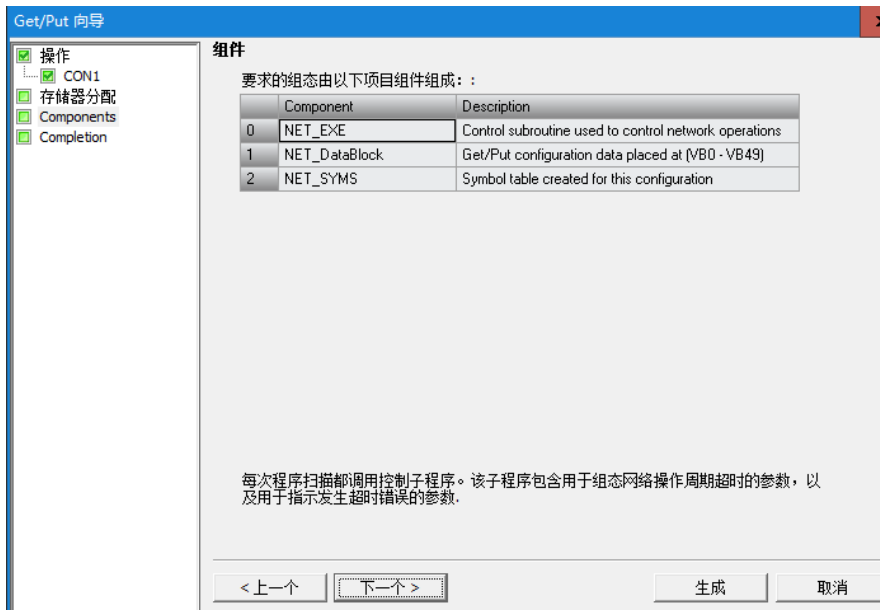 Get/Put 向导
操作
CON1
存储器分配
Components
Completion
组件
要求的组态由以下项目组件组成：:
Component Description
0 NET_EXE Control subroutine used to control network operations
1 NET_DataBlock Get/Put configuration data placed at (VB0 - VB49)
2 NET_SYMS Symbol table created for this configuration
每次程序扫描都调用控制子程序。该子程序包含用于组态网络操作周期超时的参数，以
及用于指示发生超时错误的参数.
<上一个 下一个> 生成 取消